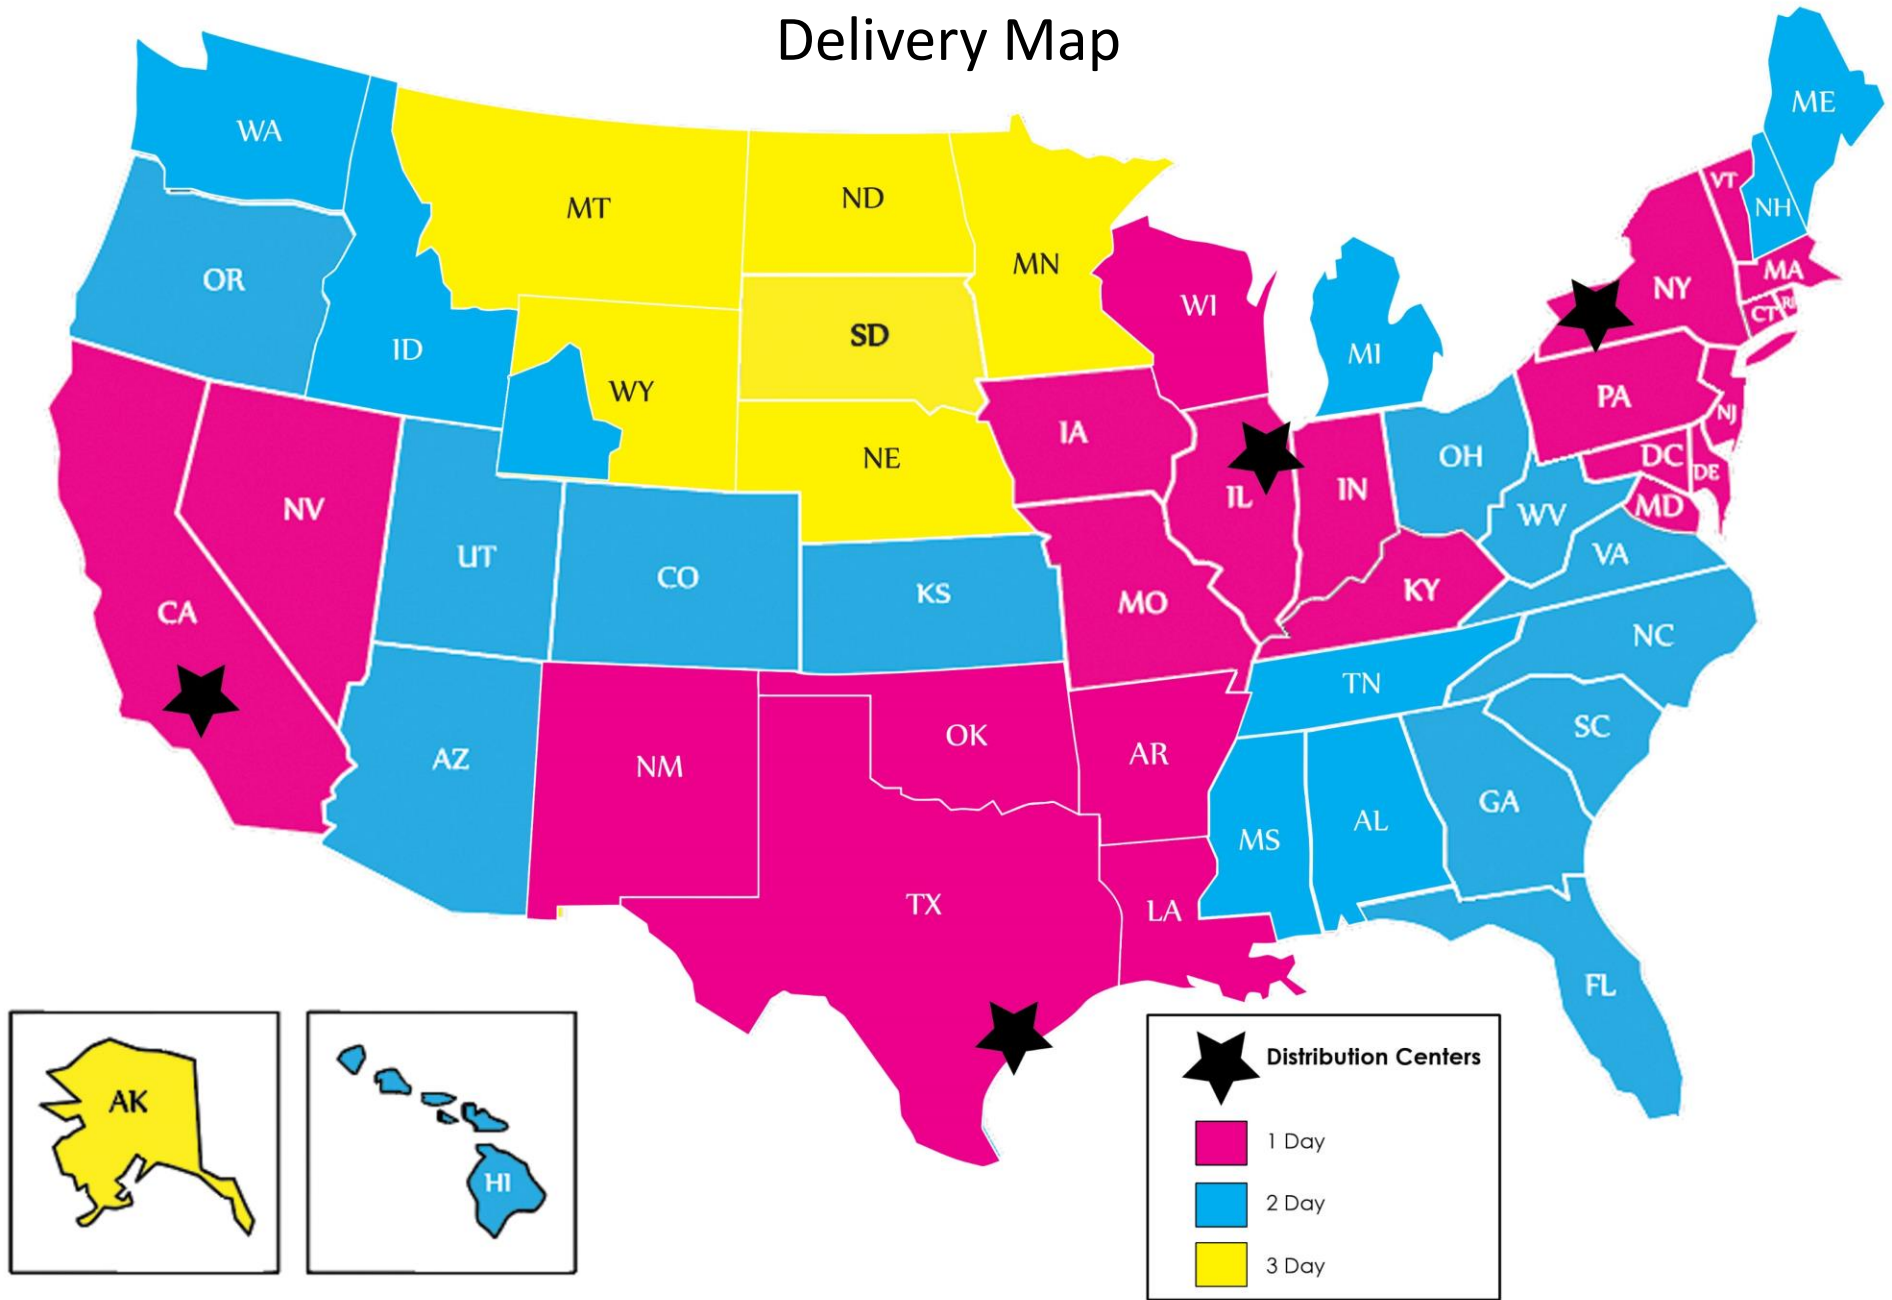 Delivery Map
ME
WA
VT
NH
MT
ND
MN
OR
MA
NY
WI
CT
RI
SD
ID
MI
WY
PA
NJ
IA
NE
OH
DC
DE
IL
IN
NV
MD
WV
UT
VA
CO
KS
KY
CA
MO
NC
TN
SC
OK
AZ
NM
AR
GA
AL
MS
TX
LA
FL
AK
HI
Distribution Centers
1 Day
2 Day
3 Day